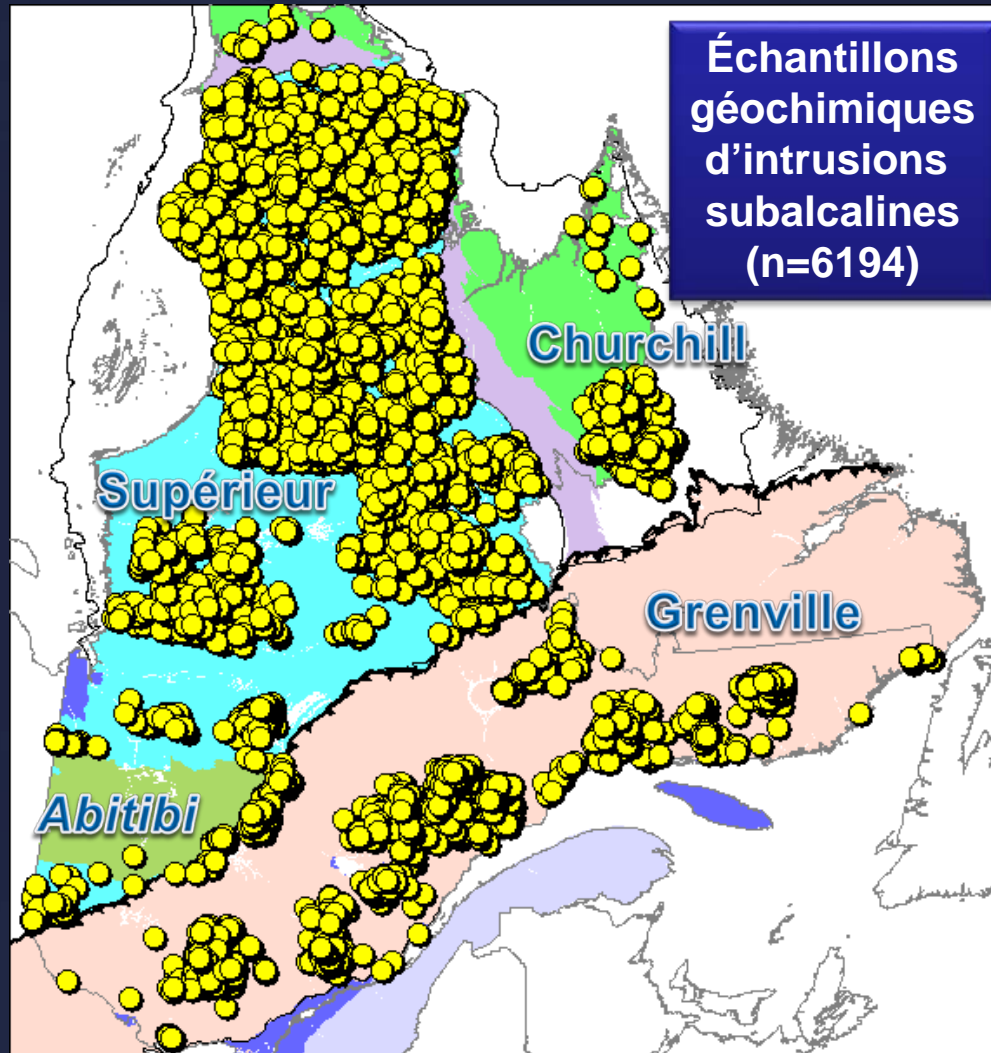 Échantillons
géochimiques
d’intrusions
subalcalines
(n=6194)
Churchill
Supérieur
Grenville
Abitibi